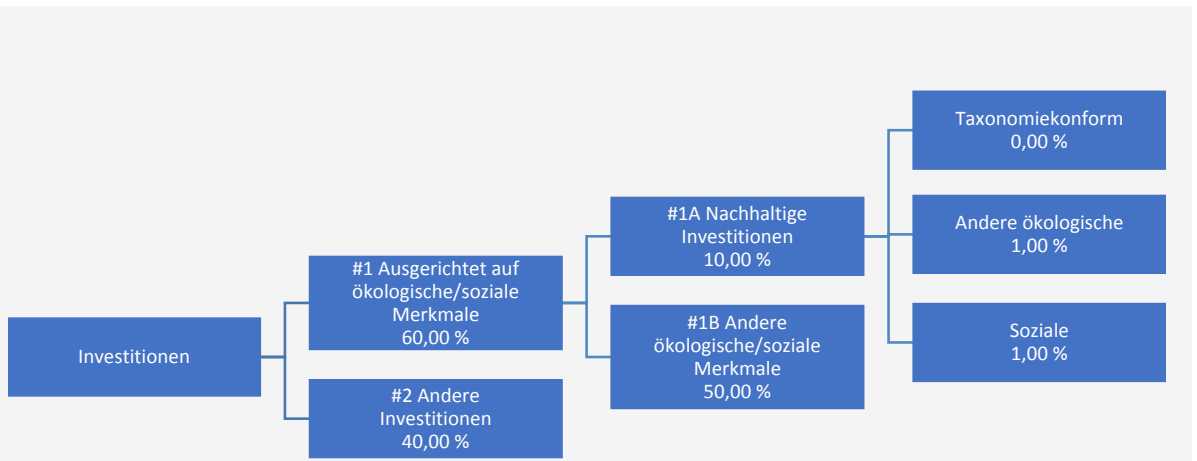 Investitionen
#1 Ausgerichtet auf
ökologische/soziale
Merkmale
60,00 %
#2 Andere
Investitionen
40,00 %
#1A Nachhaltige
Investitionen
10,00 %
#1B Andere
ökologische/soziale
Merkmale
50,00 %
Taxonomiekonform
0,00 %
Andere ökologische
1,00 %
Soziale
1,00 %